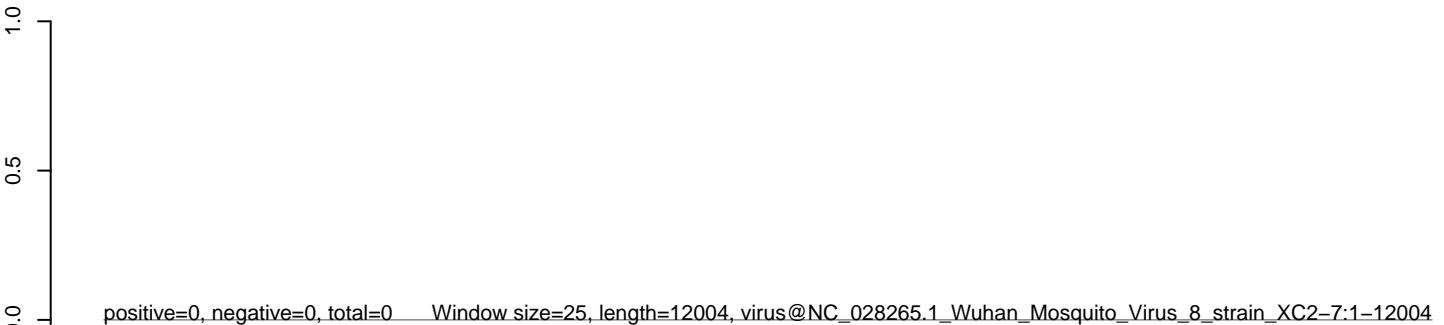 1.0
0.5
0.0
positive=0, negative=0, total=0 Window size=25, length=12004, virus@NC_028265.1_Wuhan_Mosquito_Virus_8_strain_XC2−7:1−12004